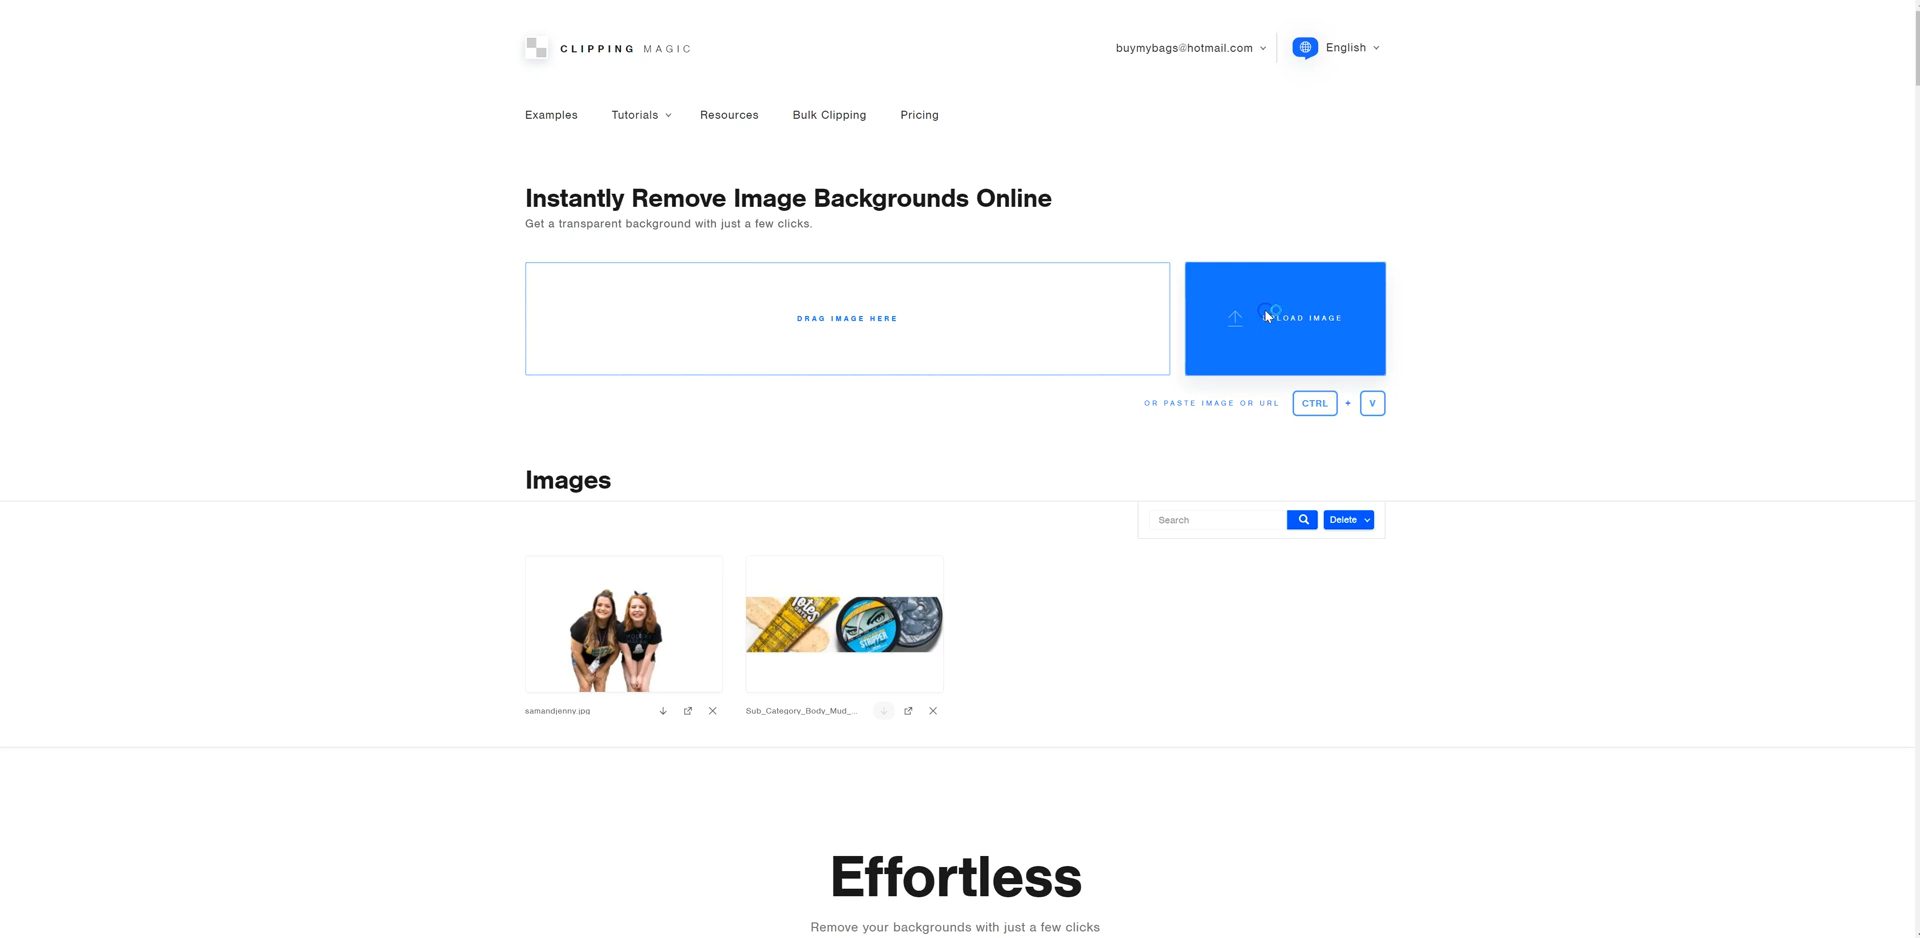 CLIPPING MAGIC
buymybags@hotmail.com
English
Examples
Tutorials
Resources
Bulk Clipping
Pricing
Instantly Remove Image Backgrounds Online
Get a transparent background with just a few clicks.
DRAG IMAGE HERE
UPLOAD IMAGE
OR PASTE IMAGE OR URL CTRL + V
Images
Search
Delete
STRIPPER
samandjenny.jpg
Sub_Category_Body_Mud_...
Effortless
Remove your backgrounds with just a few clicks